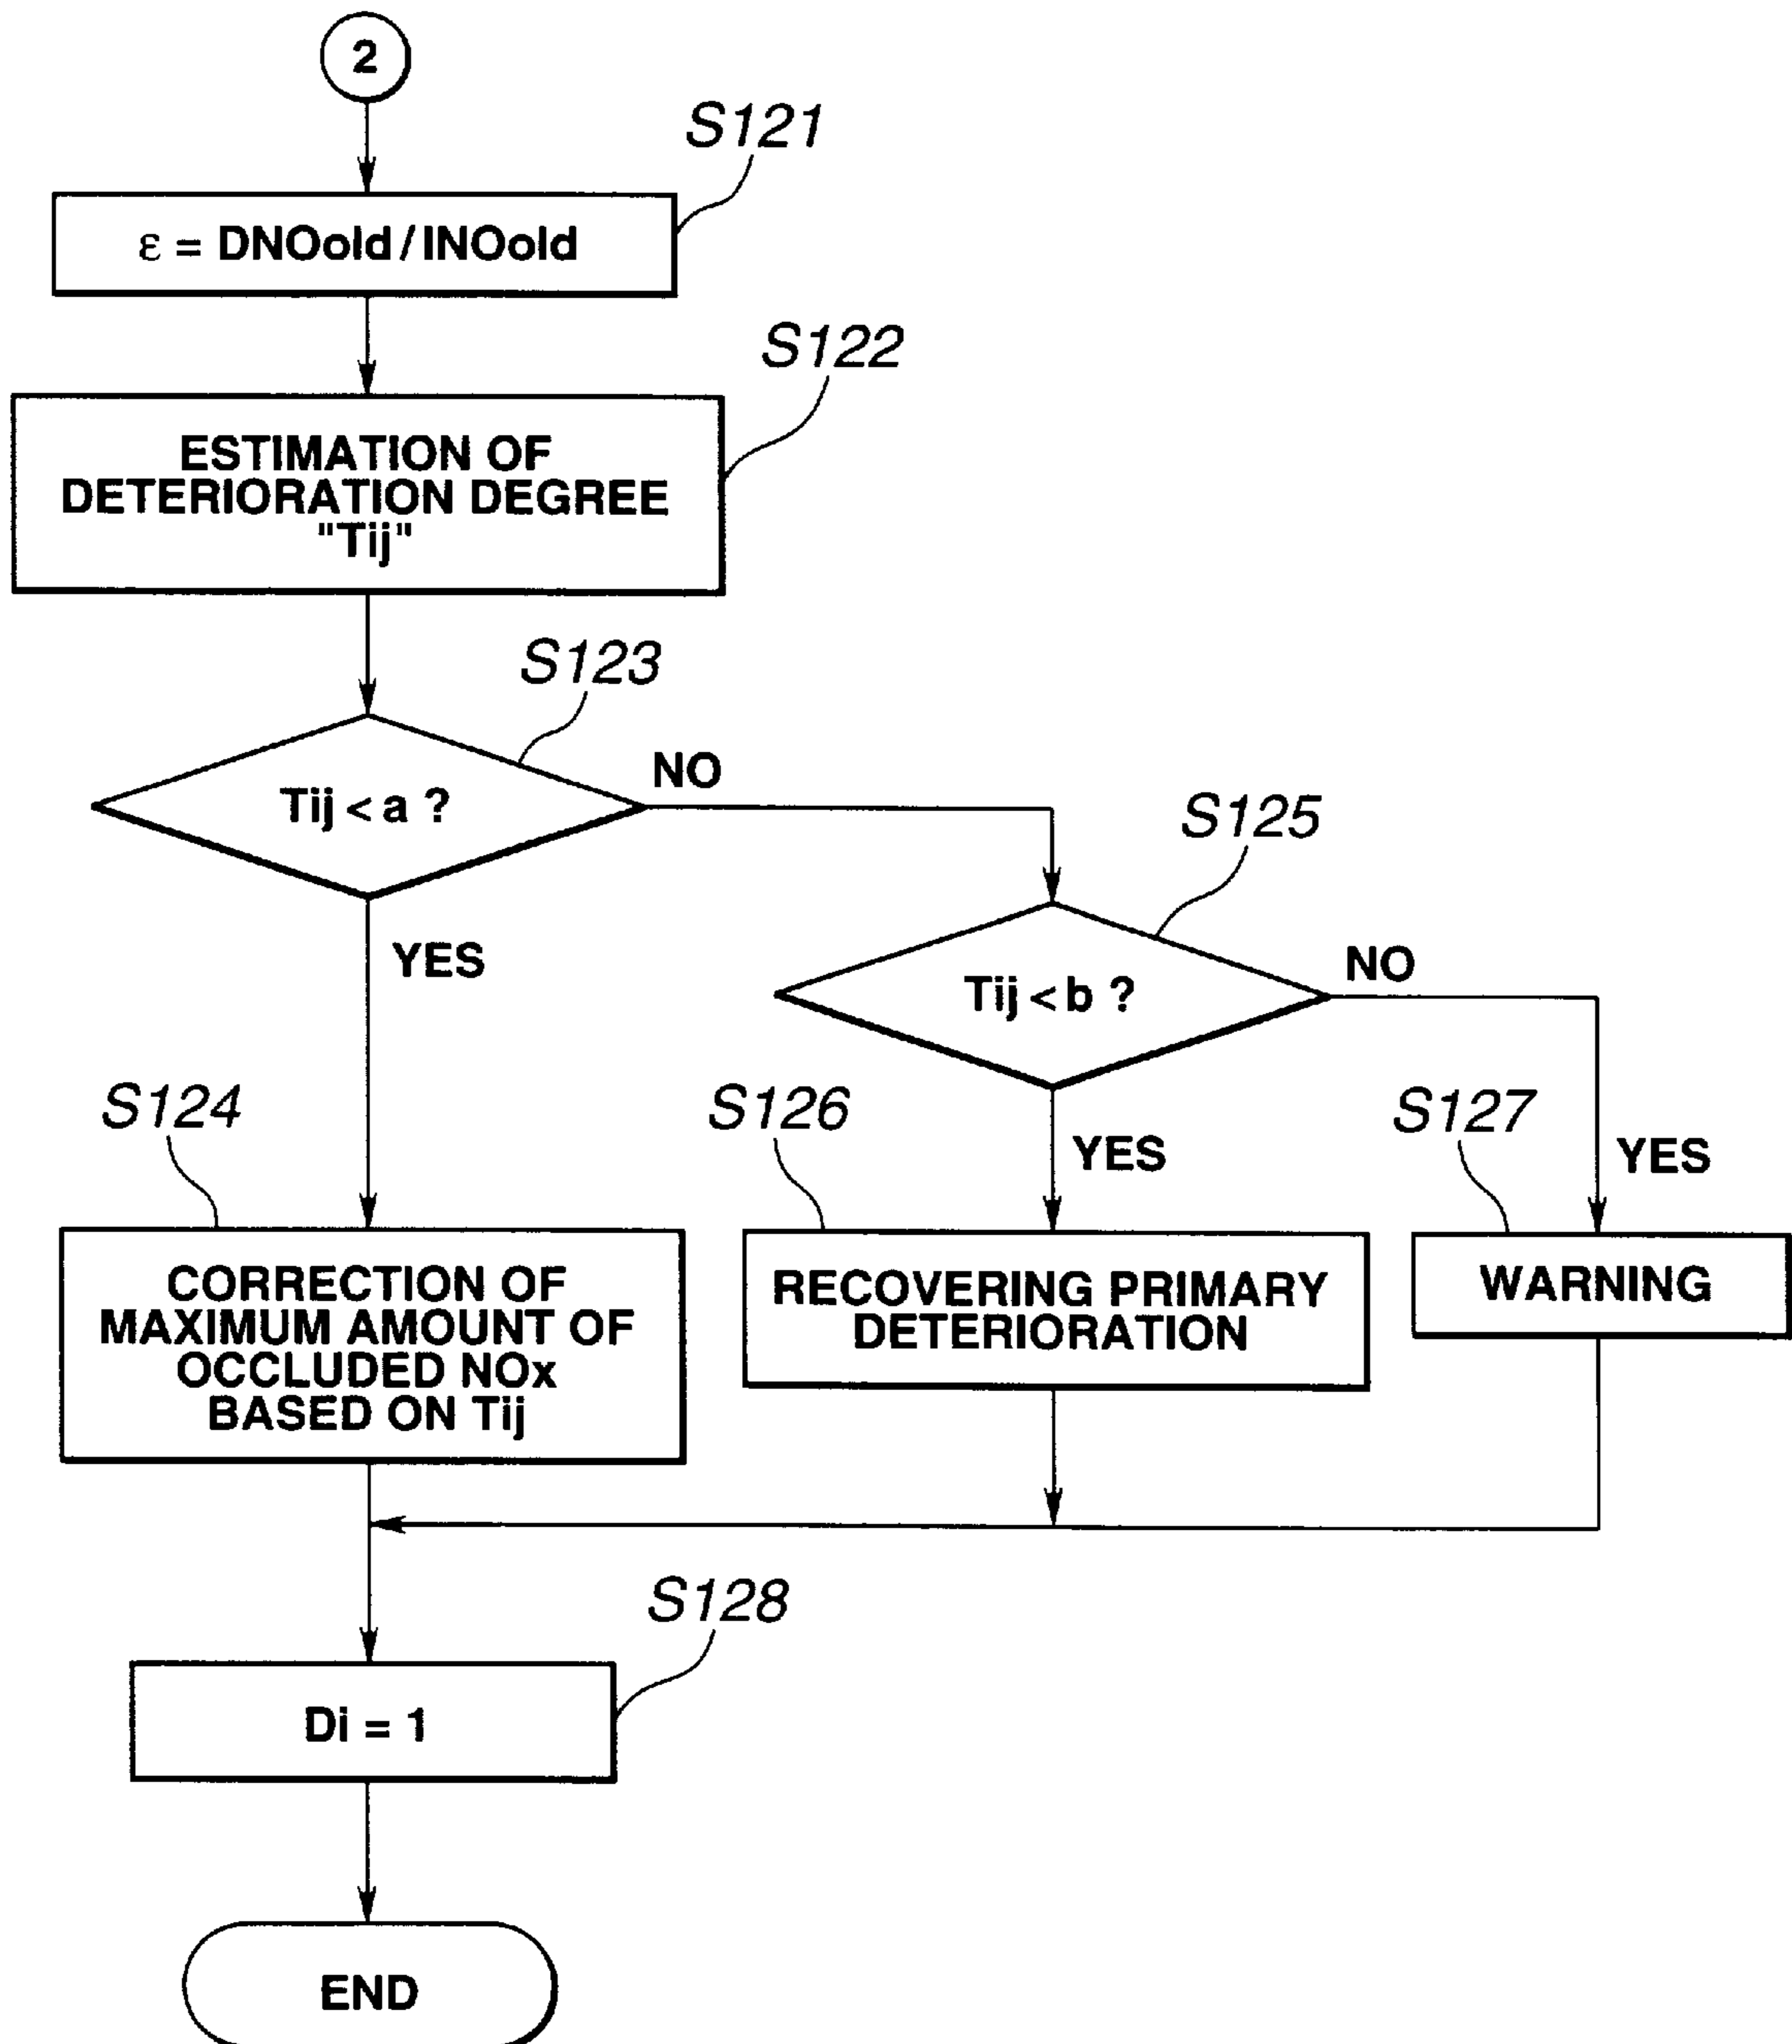 2
S121
ε = DNOold / INOold
S122
ESTIMATION OF
DETERIORATION DEGREE
"Tij"
S123
Tij < a ?
NO
S125
YES
Tij < b ?
NO
S124
S126
YES
S127
YES
CORRECTION OF
MAXIMUM AMOUNT OF
OCCLUDED NOx
BASED ON Tij
RECOVERING PRIMARY
DETERIORATION
WARNING
S128
Di = 1
END